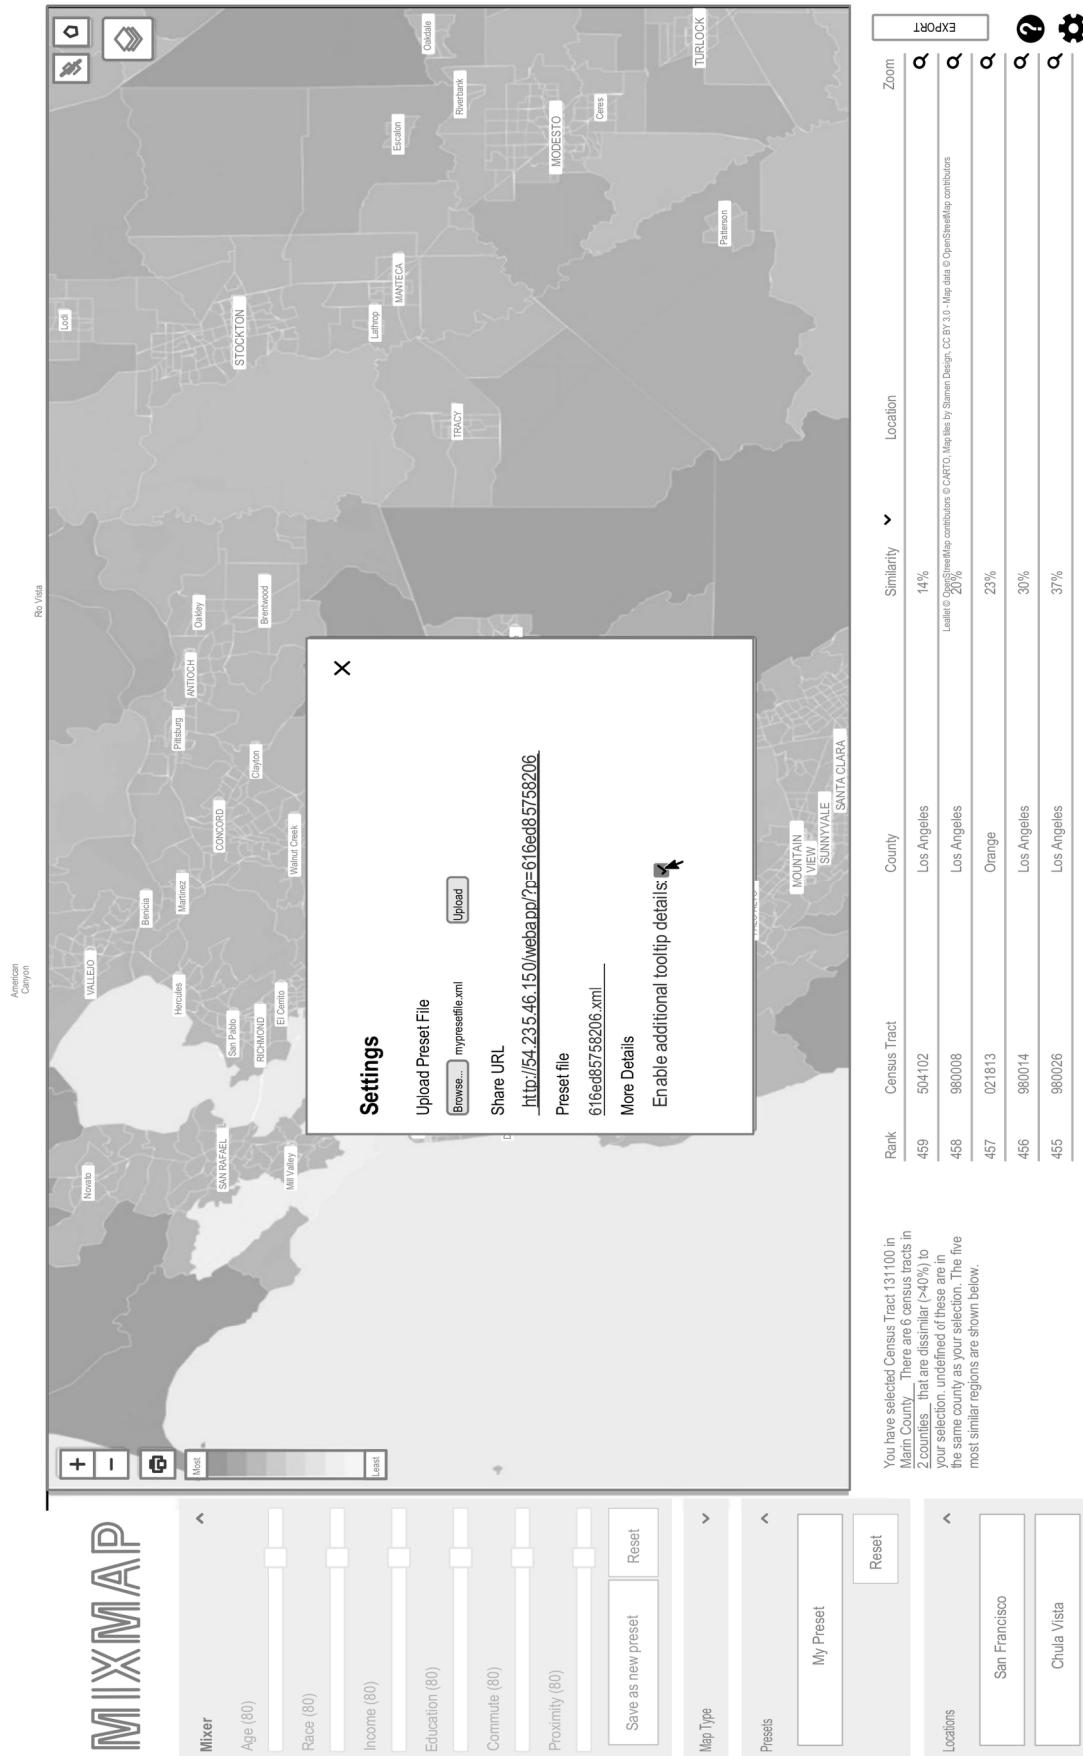 MIXMAP
Mixer
Age (80)
Race (80)
Income (80)
Education (80)
Commute (80)
Proximity (80)
Save as new preset
Reset
Map Type
Presets
My Preset
Reset
Locations
San Francisco
Chula Vista
American
Canyon
Rio Vista
+
−
Most
Least
Novato
VALLEJO
Lodi
Benicia
Hercules
Martinez
Pittsburg
ANTIOCH
Oakley
SAN RAFAEL
San Pablo
CONCORD
STOCKTON
RICHMOND
Clayton
Brentwood
Mill Valley
El Cerrito
Walnut Creek
Lathrop
MANTECA
Escalon
Oakdale
TRACY
Riverbank
MODESTO
Ceres
TURLOCK
Patterson
MOUNTAIN
VIEW
SUNNYVALE
SANTA CLARA
Settings
X
Upload Preset File
Browse... mypresetfile.xml Upload
Share URL
http://54.235.46.150/webapp/?p=616ed85758206
Preset file
616ed85758206.xml
More Details
Enable additional tooltip details:
You have selected Census Tract 131100 in
Marin County There are 6 census tracts in
2 counties that are dissimilar (>40%) to
your selection. undefined of these are in
the same county as your selection. The five
most similar regions are shown below.
EXPORT
?
Rank Census Tract County Similarity Location Zoom
459 504102 Los Angeles 14%
458 980008 Los Angeles 20%
Leaflet © OpenStreetMap contributors © CARTO, Map tiles by Stamen Design, CC BY 3.0 - Map data © OpenStreetMap contributors
457 021813 Orange 23%
456 980014 Los Angeles 30%
455 980026 Los Angeles 37%